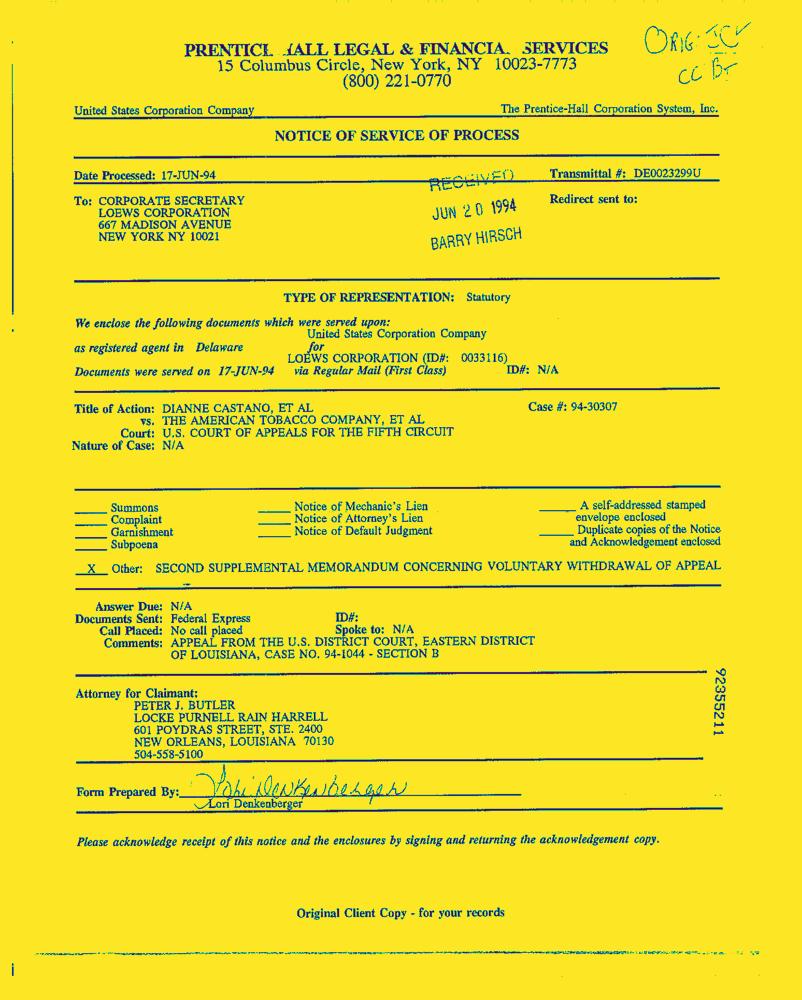 ORIG: JCK
CC BJ
PRENTICE HALL LEGAL & FINANCIAL SERVICES
15 Columbus Circle, New York, NY 10023-7773
(800) 221-0770
United States Corporation Company The Prentice-Hall Corporation System, Inc.
NOTICE OF SERVICE OF PROCESS
Date Processed: 17-JUN-94 RECEIVED Transmittal #: DE0023299U
To: CORPORATE SECRETARY Redirect sent to:
LOEWS CORPORATION JUN 20 1994
667 MADISON AVENUE
NEW YORK NY 10021 BARRY HIRSCH
TYPE OF REPRESENTATION: Statutory
We enclose the following documents which were served upon:
United States Corporation Company
as registered agent in Delaware for
LOEWS CORPORATION (ID#: 0033116)
Documents were served on 17-JUN-94 via Regular Mail (First Class) ID#: N/A
Title of Action: DIANNE CASTANO, ET AL Case #: 94-30307
vs. THE AMERICAN TOBACCO COMPANY, ET AL
Court: U.S. COURT OF APPEALS FOR THE FIFTH CIRCUIT
Nature of Case: N/A
Summons Notice of Mechanic's Lien A self-addressed stamped
Complaint Notice of Attorney's Lien envelope enclosed
Garnishment Notice of Default Judgment Duplicate copies of the Notice
Subpoena and Acknowledgement enclosed
X Other: SECOND SUPPLEMENTAL MEMORANDUM CONCERNING VOLUNTARY WITHDRAWAL OF APPEAL
Answer Due: N/A
Documents Sent: Federal Express ID#:
Call Placed: No call placed Spoke to: N/A
Comments: APPEAL FROM THE U.S. DISTRICT COURT, EASTERN DISTRICT
OF LOUISIANA, CASE NO. 94-1044 - SECTION B
92355211
Attorney for Claimant:
PETER J. BUTLER
LOCKE PURNELL RAIN HARRELL
601 POYDRAS STREET, STE. 2400
NEW ORLEANS, LOUISIANA 70130
504-558-5100
Form Prepared By: Lori Denkenberger
Lori Denkenberger
Please acknowledge receipt of this notice and the enclosures by signing and returning the acknowledgement copy.
Original Client Copy - for your records